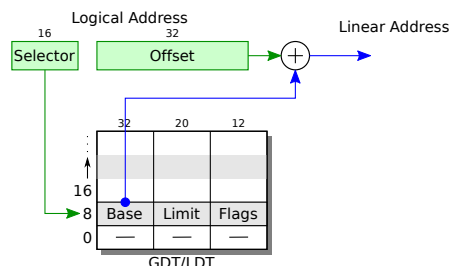 Logical Address
Linear Address
16
32
Selector
Offset
32
20
12
16
8
Base
Limit
Flags
0
GDT/LDT